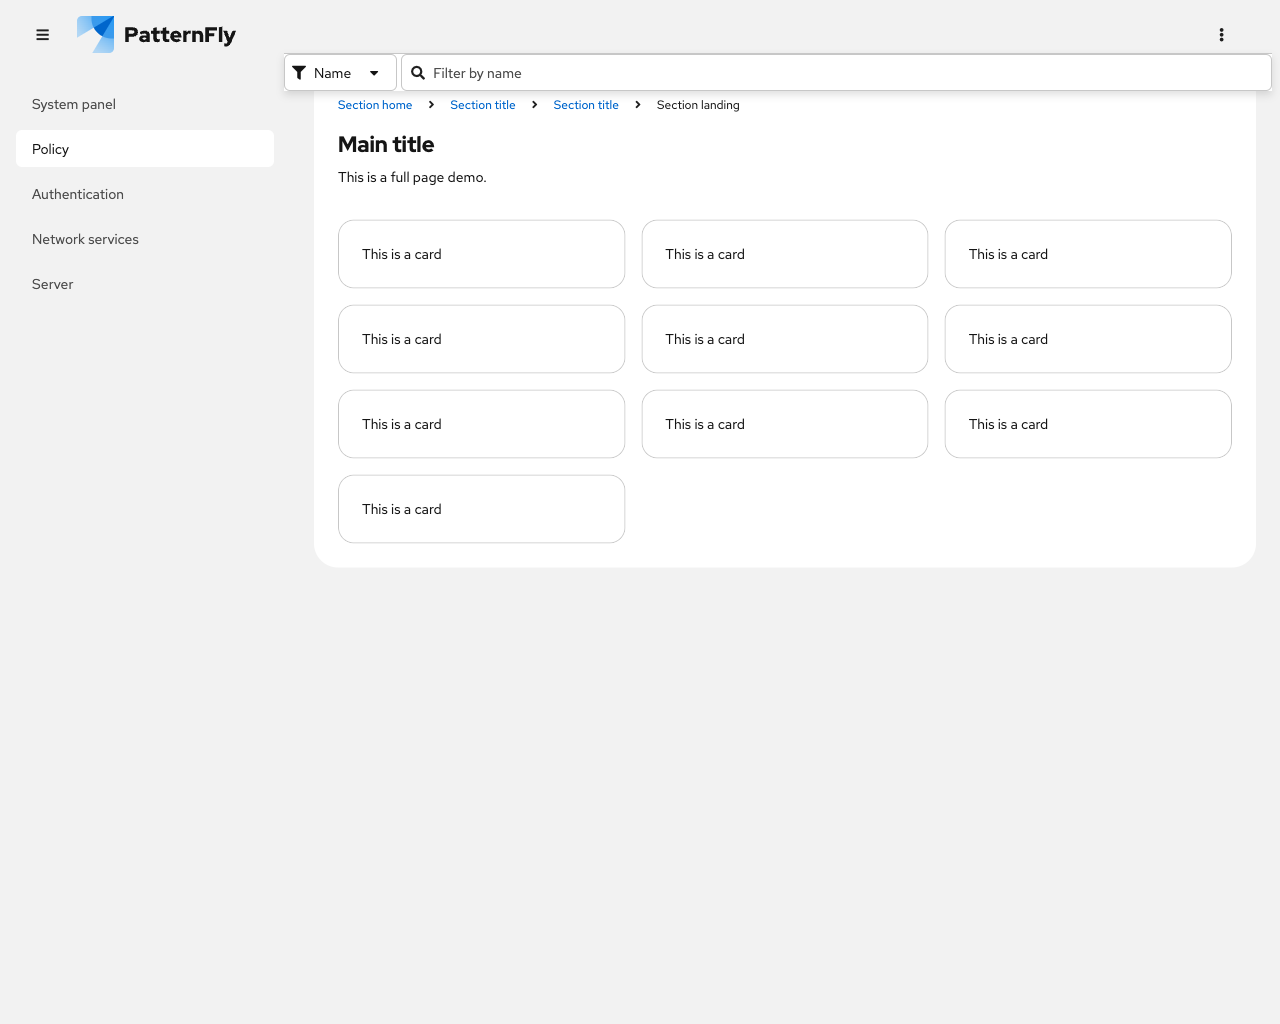 PatternFly
Name
Filter by name
System panel
Policy
Authentication
Network services
Server
Section home Section title Section title Section landing
Main title
This is a full page demo.
This is a card This is a card This is a card
This is a card This is a card This is a card
This is a card This is a card This is a card
This is a card